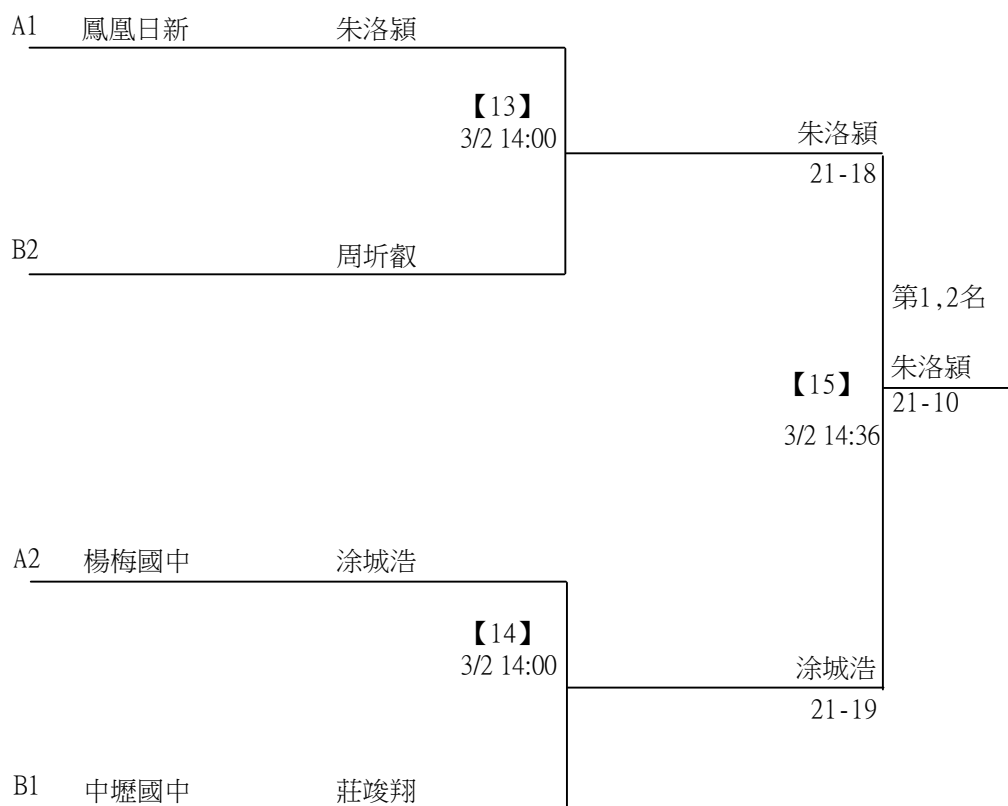 A1 鳳凰日新 朱洛潁
【13】
3/2 14:00
朱洛潁
21-18
B2 周圻叡
第1,2名
朱洛潁
【15】
21-10
3/2 14:36
A2 楊梅國中 涂城浩
【14】
3/2 14:00
涂城浩
21-19
B1 中壢國中 莊竣翔